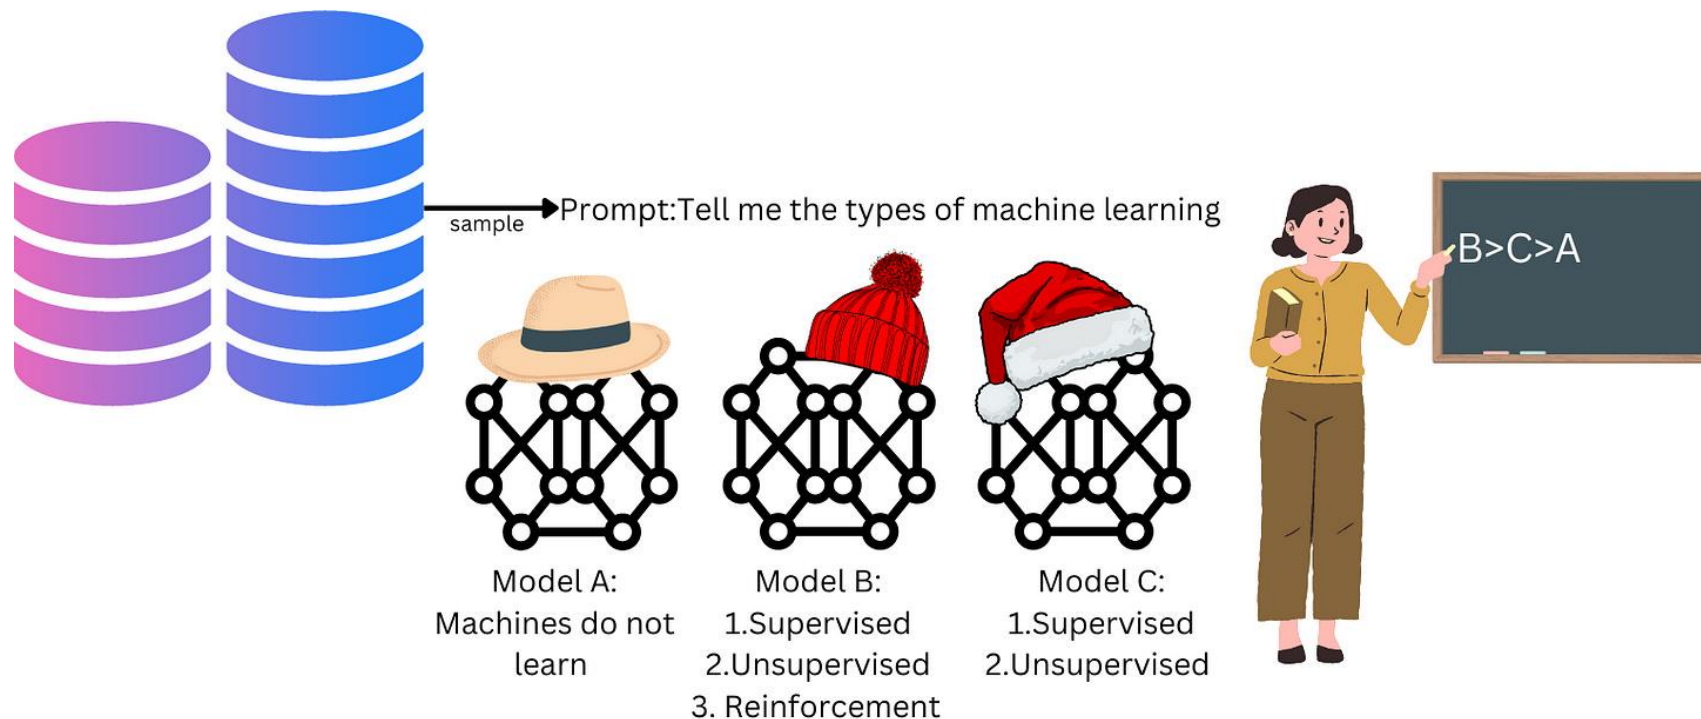 sample
Prompt:Tell me the types of machine learning
B>C>A
Model A:
Machines do not
learn
Model B:
1.Supervised
2.Unsupervised
3. Reinforcement
Model C:
1.Supervised
2.Unsupervised